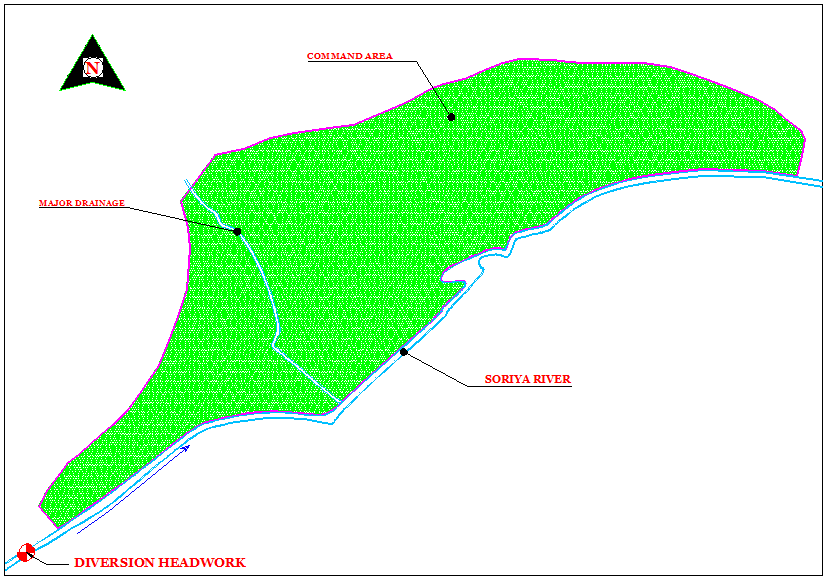 COMMAND AREA
N
MAJOR DRAINAGE
SORIYA RIVER
DIVERSION HEADWORK